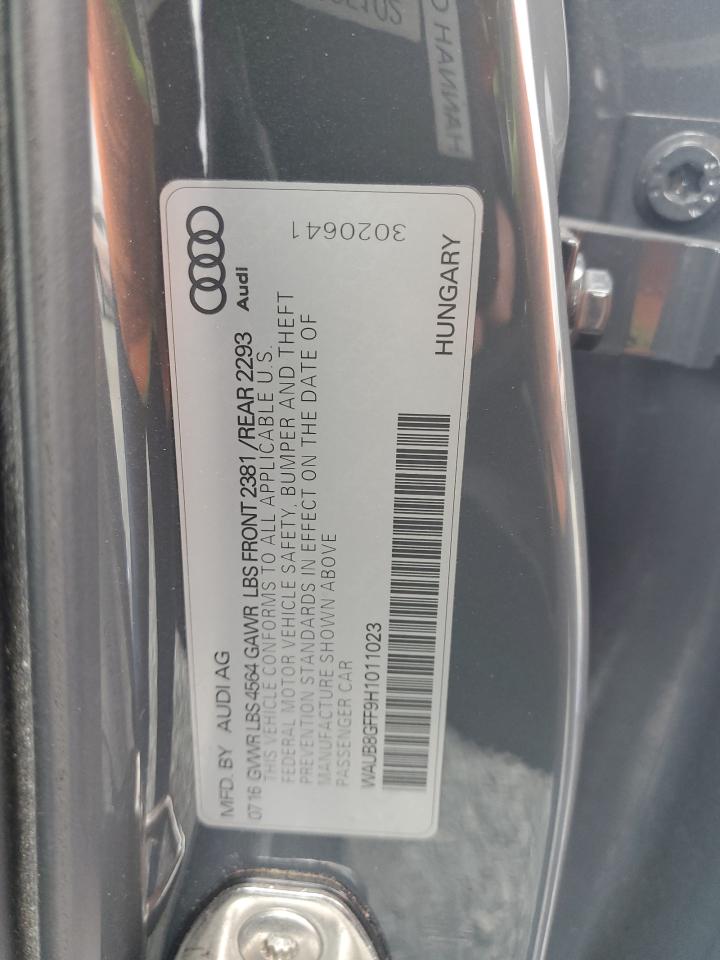 Audi
3020641
MFD. BY AUDI AG
0716 GVWR LBS 4564 GAWR LBS FRONT 2381 / REAR 2293
THIS VEHICLE CONFORMS TO ALL APPLICABLE U.S.
FEDERAL MOTOR VEHICLE SAFETY, BUMPER AND THEFT
PREVENTION STANDARDS IN EFFECT ON THE DATE OF
MANUFACTURE SHOWN ABOVE
PASSENGER CAR
WAUB8GFF9H1011023
HUNGARY